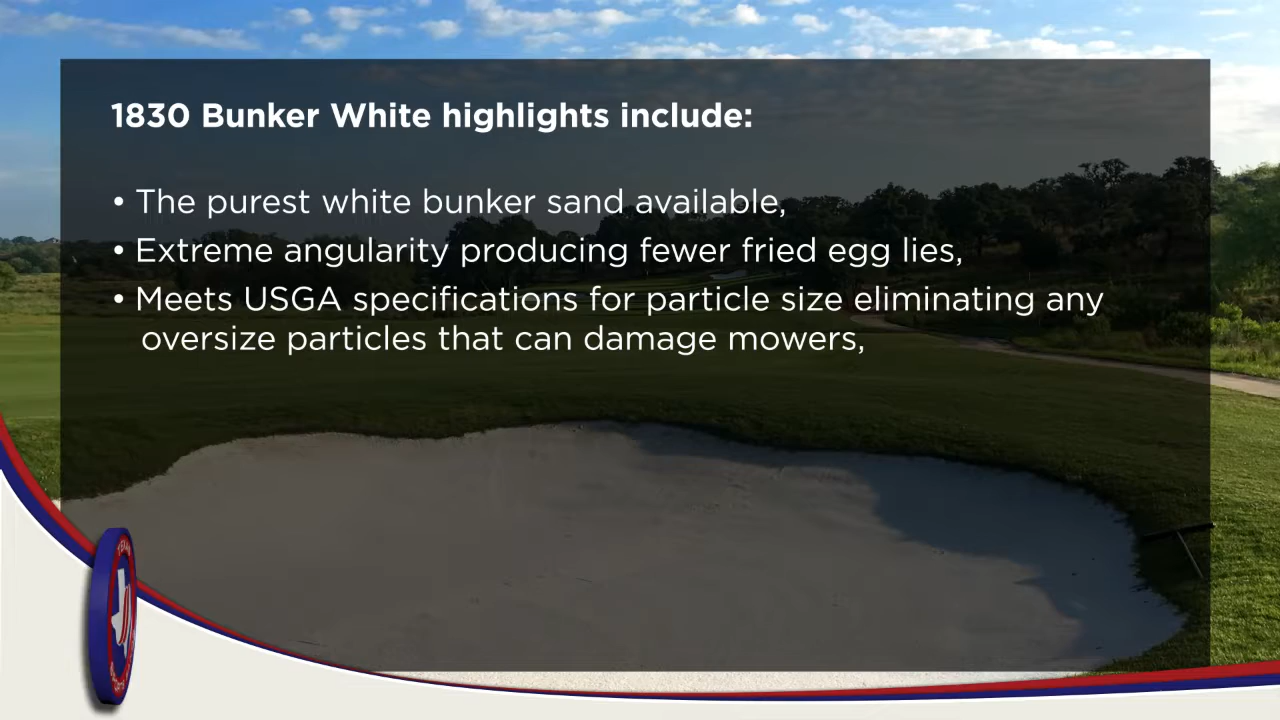 1830 Bunker White highlights include:
• The purest white bunker sand available,
• Extreme angularity producing fewer fried egg lies,
• Meets USGA specifications for particle size eliminating any
oversize particles that can damage mowers,